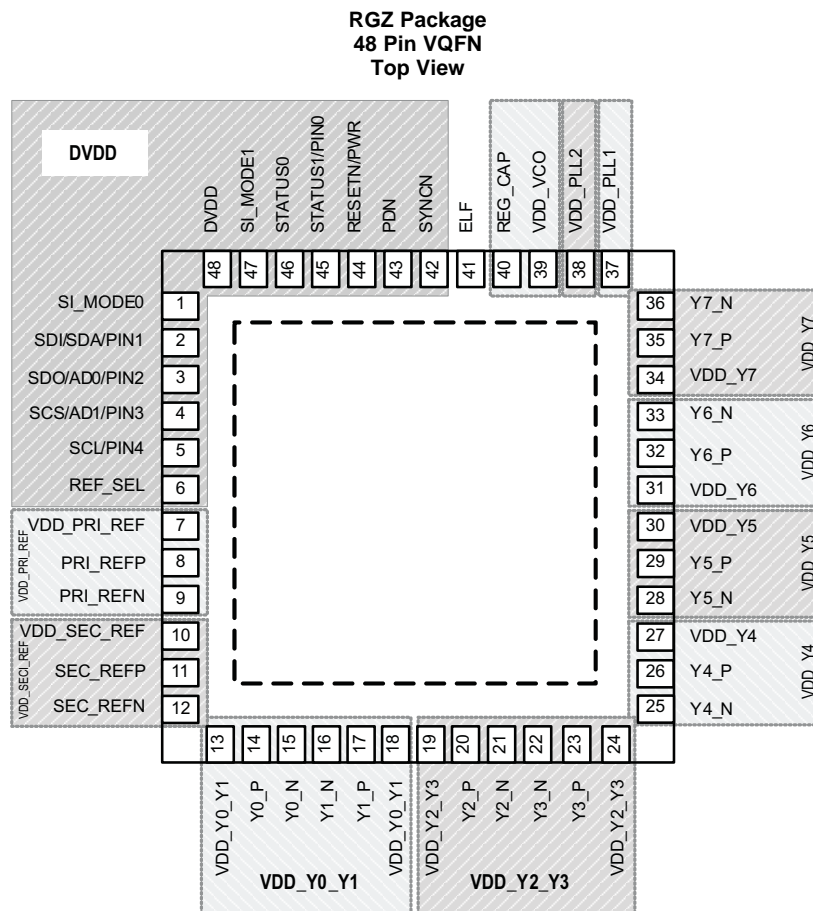 RGZ Package
48 Pin VQFN
Top View
DVDD
DVDD
SI_MODE1
STATUS0
STATUS1/PIN0
RESETN/PWR
PDN
SYNCN
ELF
REG_CAP
VDD_VCO
VDD_PLL2
VDD_PLL1
48
47
46
45
44
43
42
41
40
39
38
37
SI_MODE0 1
SDI/SDA/PIN1 2
SDO/AD0/PIN2 3
SCS/AD1/PIN3 4
SCL/PIN4 5
REF_SEL 6
VDD_PRI_REF 7
PRI_REFP 8
PRI_REFN 9
VDD_PRI_REF
VDD_SEC_REF 10
SEC_REFP 11
SEC_REFN 12
VDD_SECI_REF
36 Y7_N
35 Y7_P
34 VDD_Y7
VDD_Y7
33 Y6_N
32 Y6_P
31 VDD_Y6
VDD_Y6
30 VDD_Y5
29 Y5_P
28 Y5_N
VDD_Y5
27 VDD_Y4
26 Y4_P
25 Y4_N
VDD_Y4
13
14
15
16
17
18
19
20
21
22
23
24
VDD_Y0_Y1
Y0_P
Y0_N
Y1_N
Y1_P
VDD_Y0_Y1
VDD_Y2_Y3
Y2_P
Y2_N
Y3_N
Y3_P
VDD_Y2_Y3
VDD_Y0_Y1
VDD_Y2_Y3